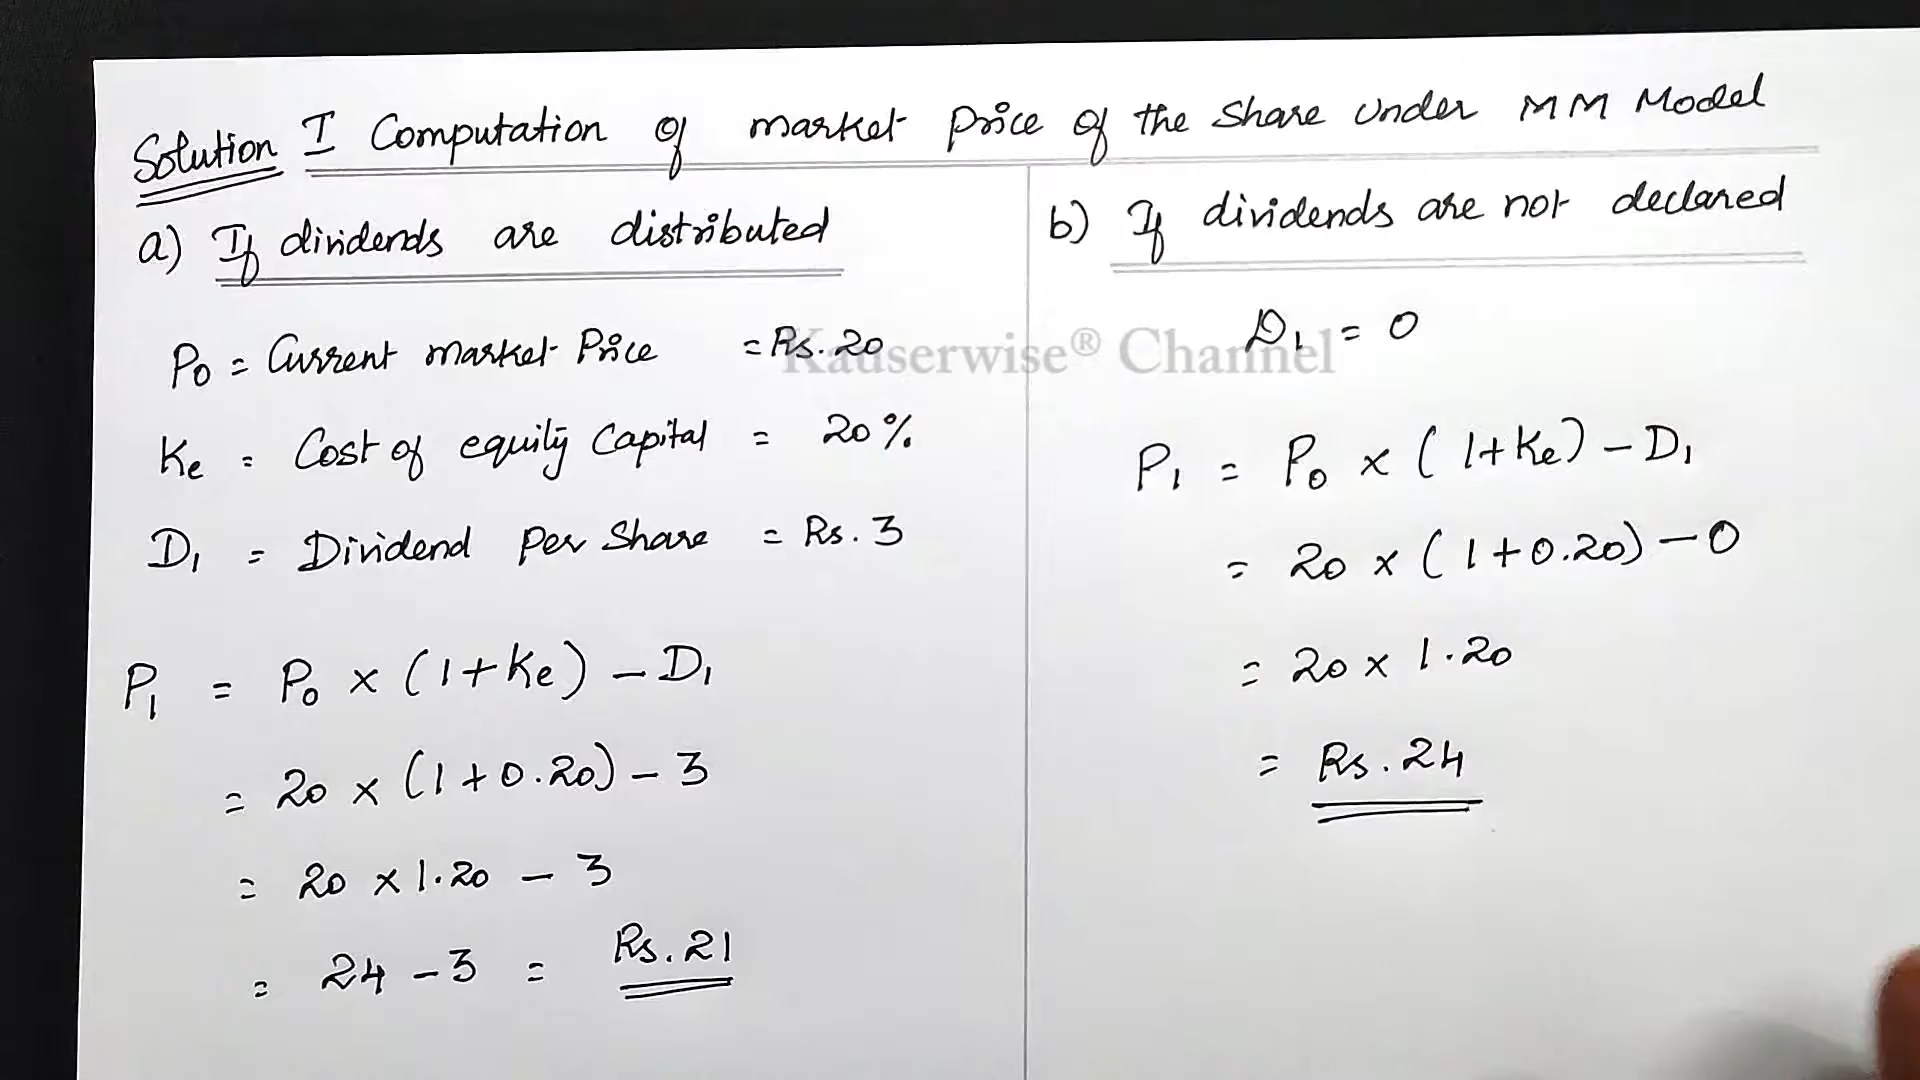 Solution I Computation of market Price of the Share Under MM Model
a) If dividends are distributed
P₀ = Current market Price = Rs. 20
Ke = Cost of equity Capital = 20%
D₁ = Dividend Per Share = Rs. 3
P₁ = P₀ × (1+Ke) – D₁
= 20 × (1+0.20) – 3
= 20 × 1.20 – 3
= 24 – 3 = Rs. 21
b) If dividends are not declared
D₁ = 0
P₁ = P₀ × (1+Ke) – D₁
= 20 × (1+0.20) – 0
= 20 × 1.20
= Rs. 24
Kauserwise® Channel